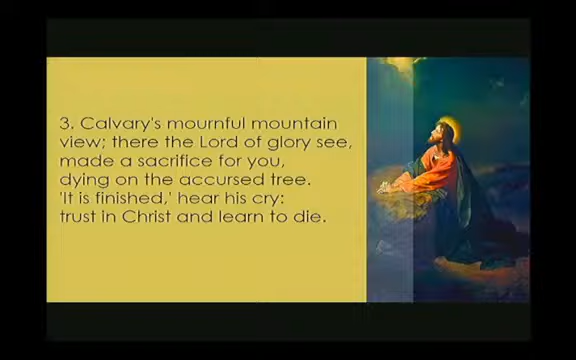 3. Calvary's mournful mountain
view; there the Lord of glory see,
made a sacrifice for you,
dying on the accursed tree.
'It is finished,' hear his cry:
trust in Christ and learn to die.